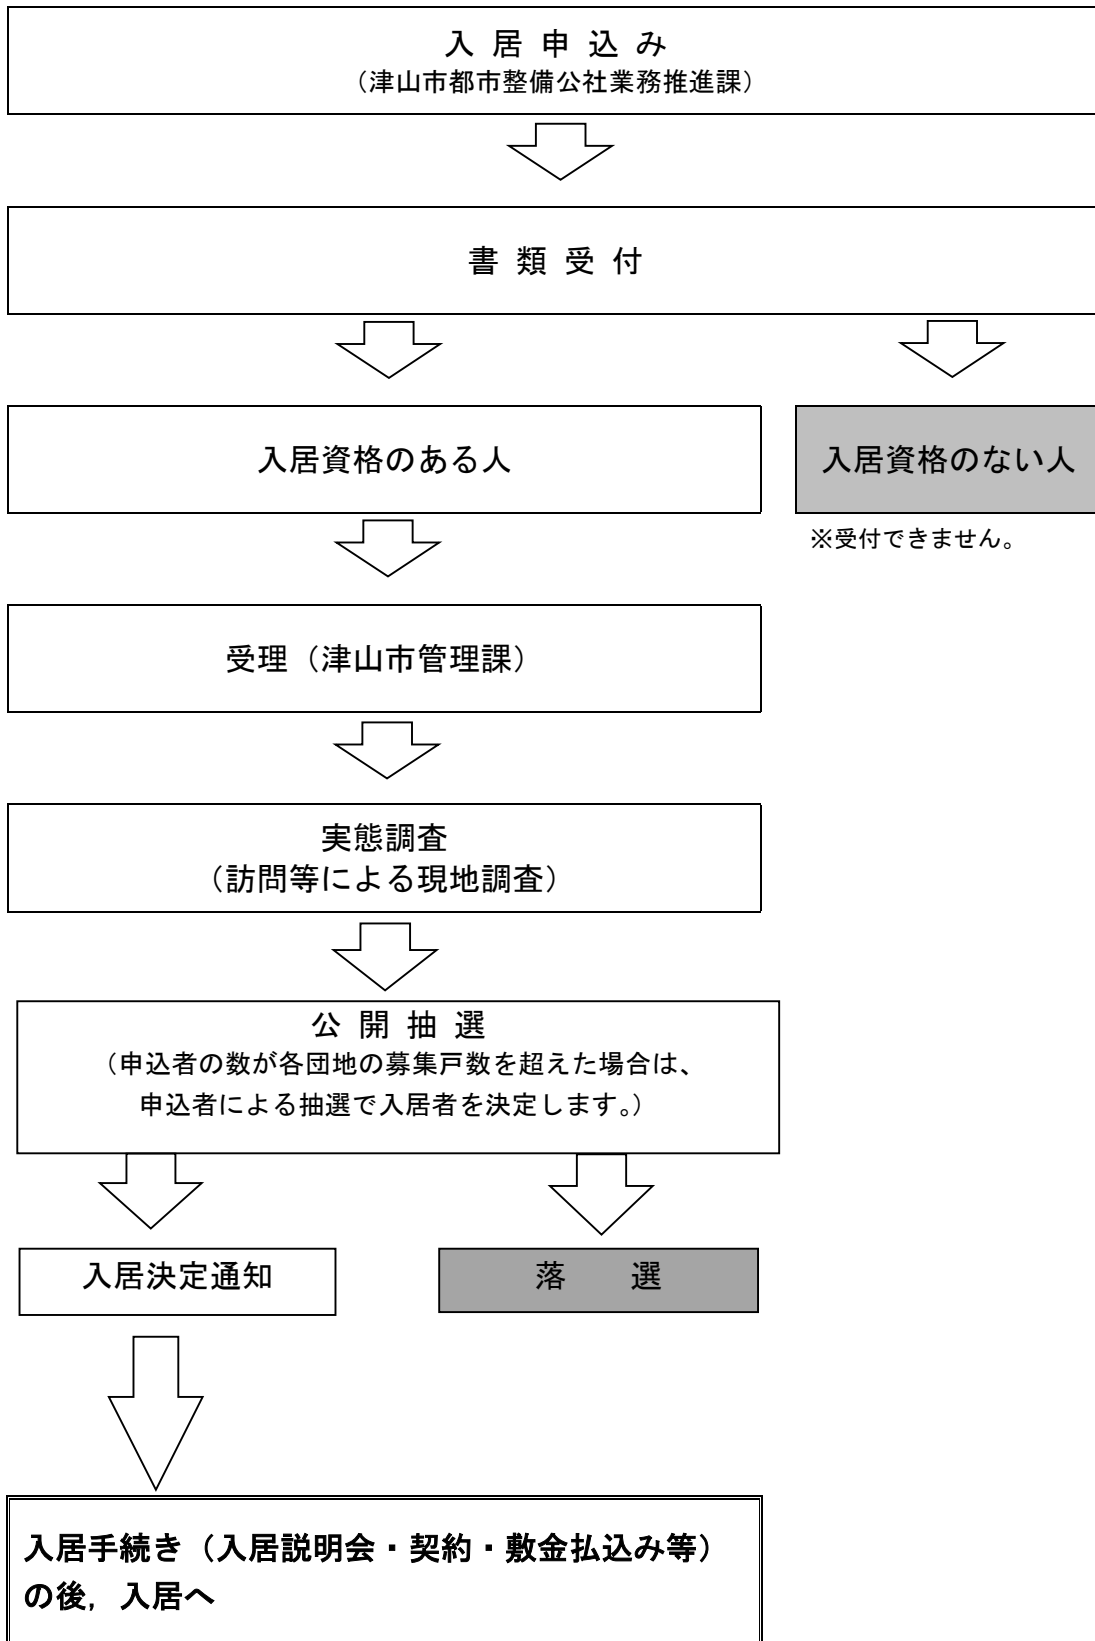 入 居 申 込 み
（津山市都市整備公社業務推進課）
書 類 受 付
入居資格のある人
入居資格のない人
※受付できません。
受理（津山市管理課）
実態調査
（訪問等による現地調査）
公 開 抽 選
（申込者の数が各団地の募集戸数を超えた場合は、
申込者による抽選で入居者を決定します。）
入居決定通知
落　　選
入居手続き（入居説明会・契約・敷金払込み等）
の後，入居へ